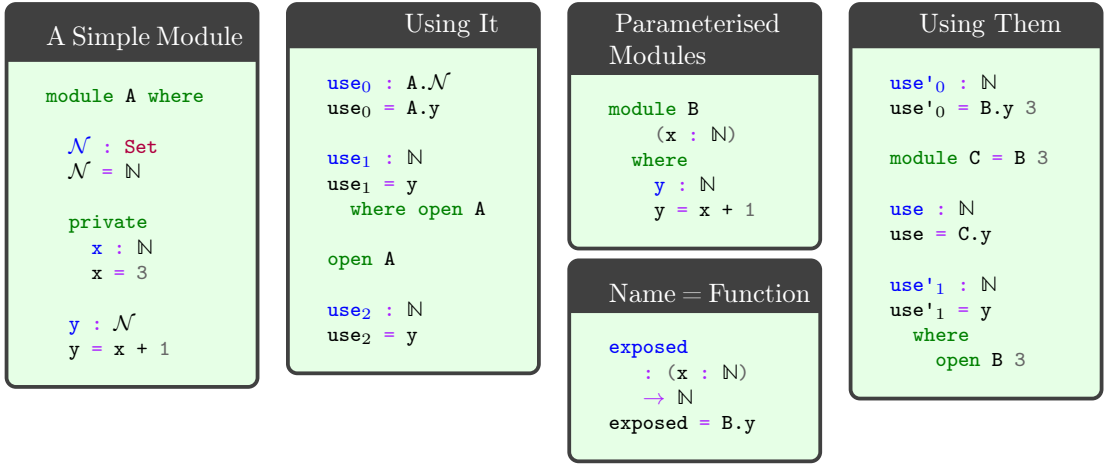 A Simple Module
module A where
𝒩 : Set
𝒩 = ℕ
private
x : ℕ
x = 3
y : 𝒩
y = x + 1
Using It
use₀ : A.𝒩
use₀ = A.y
use₁ : ℕ
use₁ = y
where open A
open A
use₂ : ℕ
use₂ = y
Parameterised
Modules
module B
(x : ℕ)
where
y : ℕ
y = x + 1
Name = Function
exposed
: (x : ℕ)
→ ℕ
exposed = B.y
Using Them
use'₀ : ℕ
use'₀ = B.y 3
module C = B 3
use : ℕ
use = C.y
use'₁ : ℕ
use'₁ = y
where
open B 3